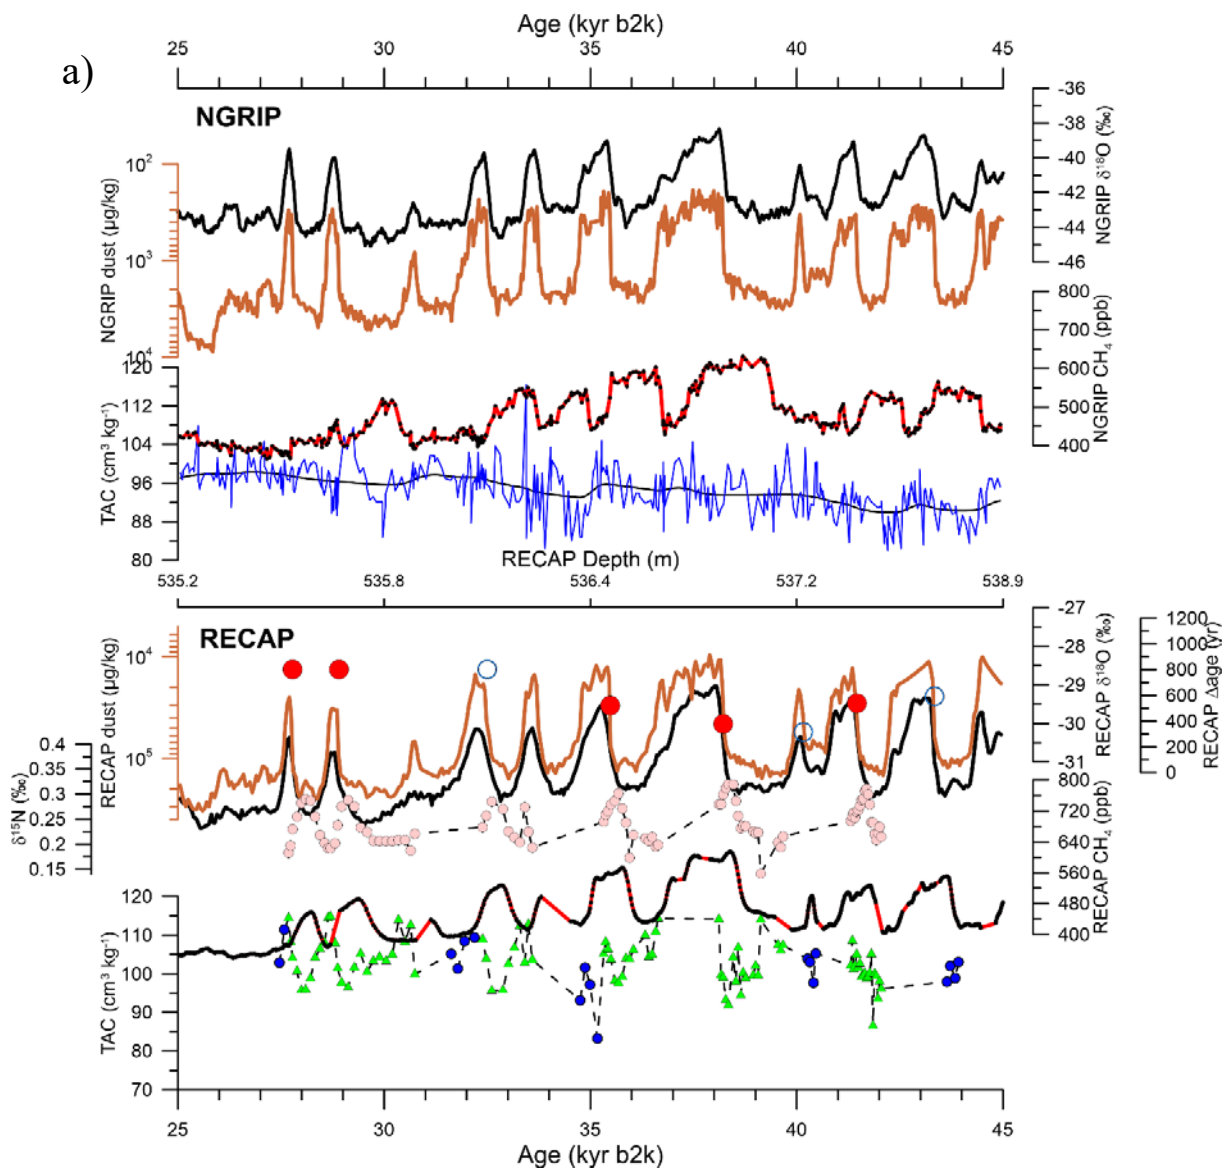 Age (kyr b2k)
25 30 35 40 45
a)
NGRIP
NGRIP dust (µg/kg)
10²
10³
10⁴
-36
-38
-40
-42
-44
-46
NGRIP δ¹⁸O (‰)
800
700
600
500
400
NGRIP CH₄ (ppb)
120
112
104
96
88
80
TAC (cm³ kg⁻¹)
RECAP Depth (m)
535.2 535.8 536.4 537.2 538.9
RECAP
RECAP dust (µg/kg)
10⁴
10⁵
-27
-28
-29
-30
-31
RECAP δ¹⁸O (‰)
1200
1000
800
600
400
200
0
RECAP Δage (yr)
0.4
0.35
0.3
0.25
0.2
0.15
δ¹⁵N (‰)
800
720
640
560
480
400
RECAP CH₄ (ppb)
120
110
100
90
80
70
TAC (cm³ kg⁻¹)
25 30 35 40 45
Age (kyr b2k)